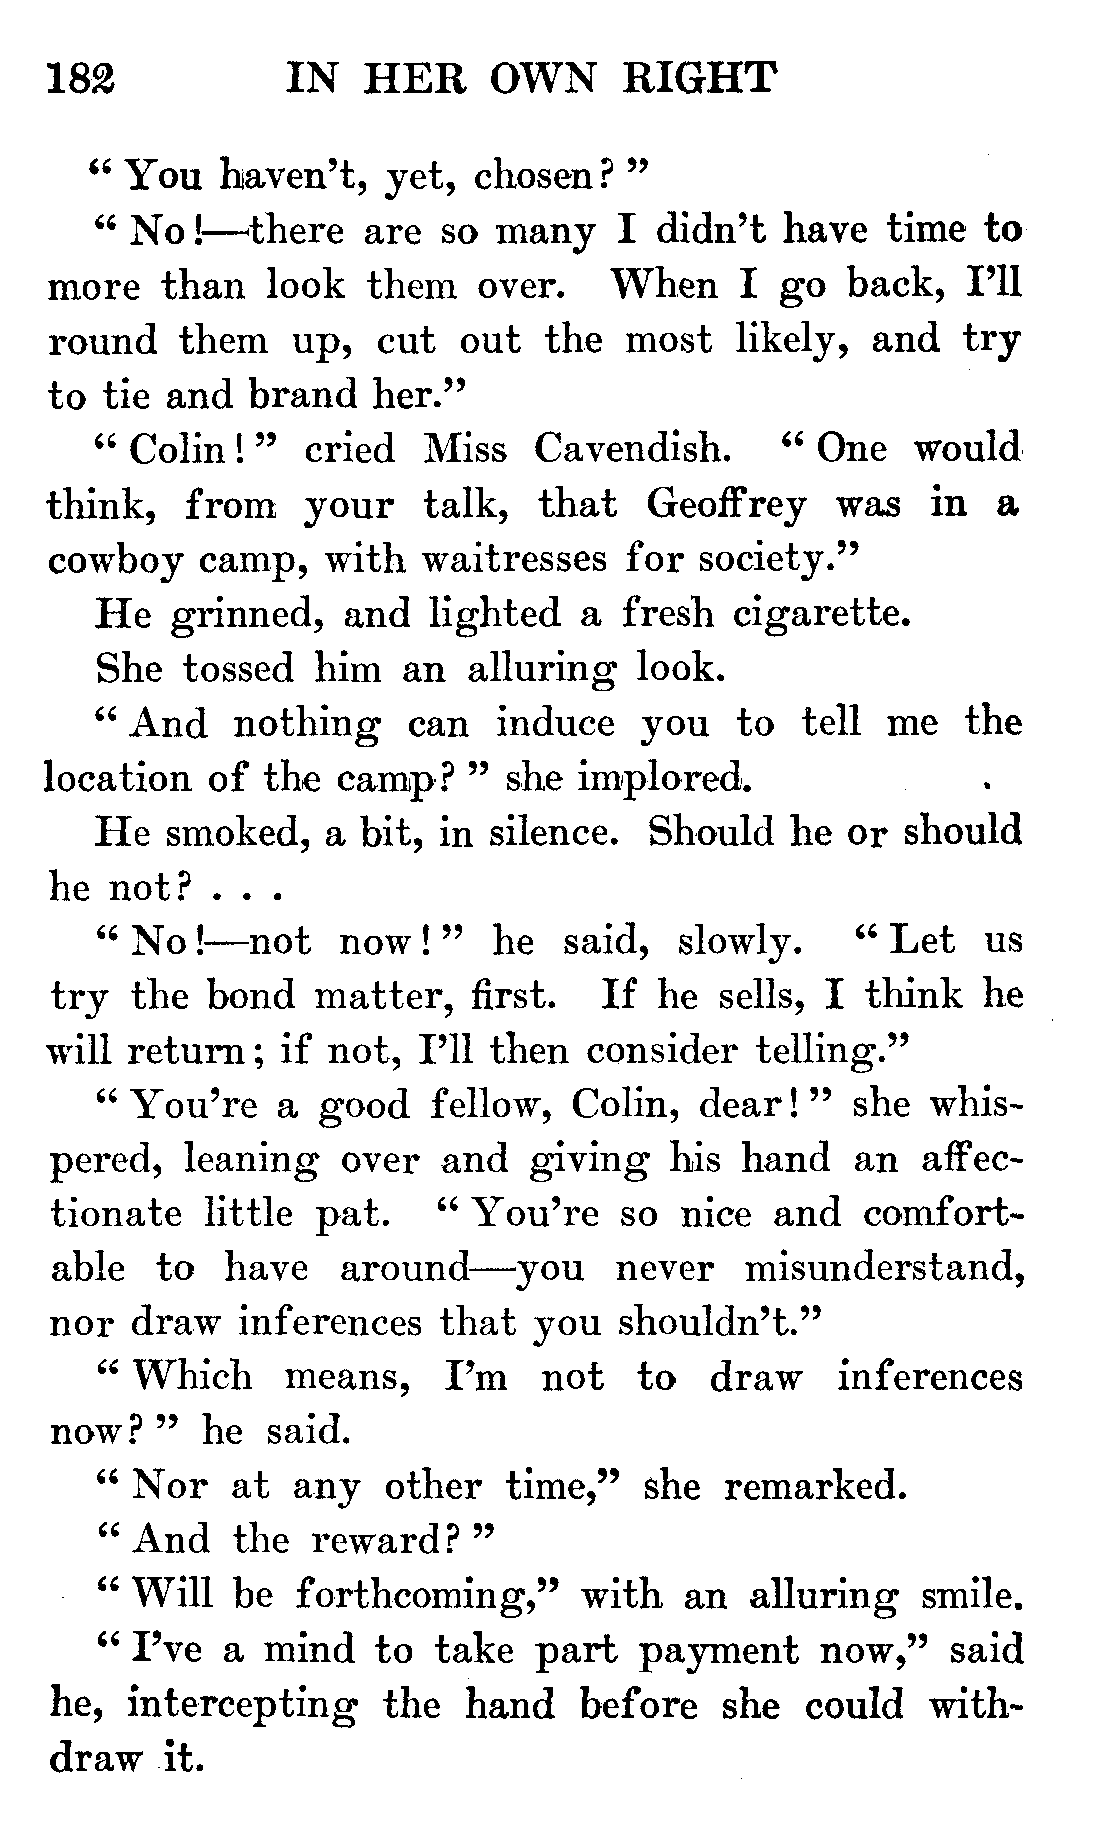 182 IN HER OWN RIGHT
“ You haven’t, yet, chosen? ”
“ No!—there are so many I didn’t have time to
more than look them over. When I go back, I’ll
round them up, cut out the most likely, and try
to tie and brand her.”
“ Colin! ” cried Miss Cavendish. “ One would
think, from your talk, that Geoffrey was in a
cowboy camp, with waitresses for society.”
He grinned, and lighted a fresh cigarette.
She tossed him an alluring look.
“ And nothing can induce you to tell me the
location of the camp? ” she implored.
He smoked, a bit, in silence. Should he or should
he not? . . .
“ No!—not now! ” he said, slowly. “ Let us
try the bond matter, first. If he sells, I think he
will return; if not, I’ll then consider telling.”
“ You’re a good fellow, Colin, dear! ” she whis-
pered, leaning over and giving his hand an affec-
tionate little pat. “ You’re so nice and comfort-
able to have around—you never misunderstand,
nor draw inferences that you shouldn’t.”
“ Which means, I’m not to draw inferences
now? ” he said.
“ Nor at any other time,” she remarked.
“ And the reward? ”
“ Will be forthcoming,” with an alluring smile.
“ I’ve a mind to take part payment now,” said
he, intercepting the hand before she could with-
draw it.